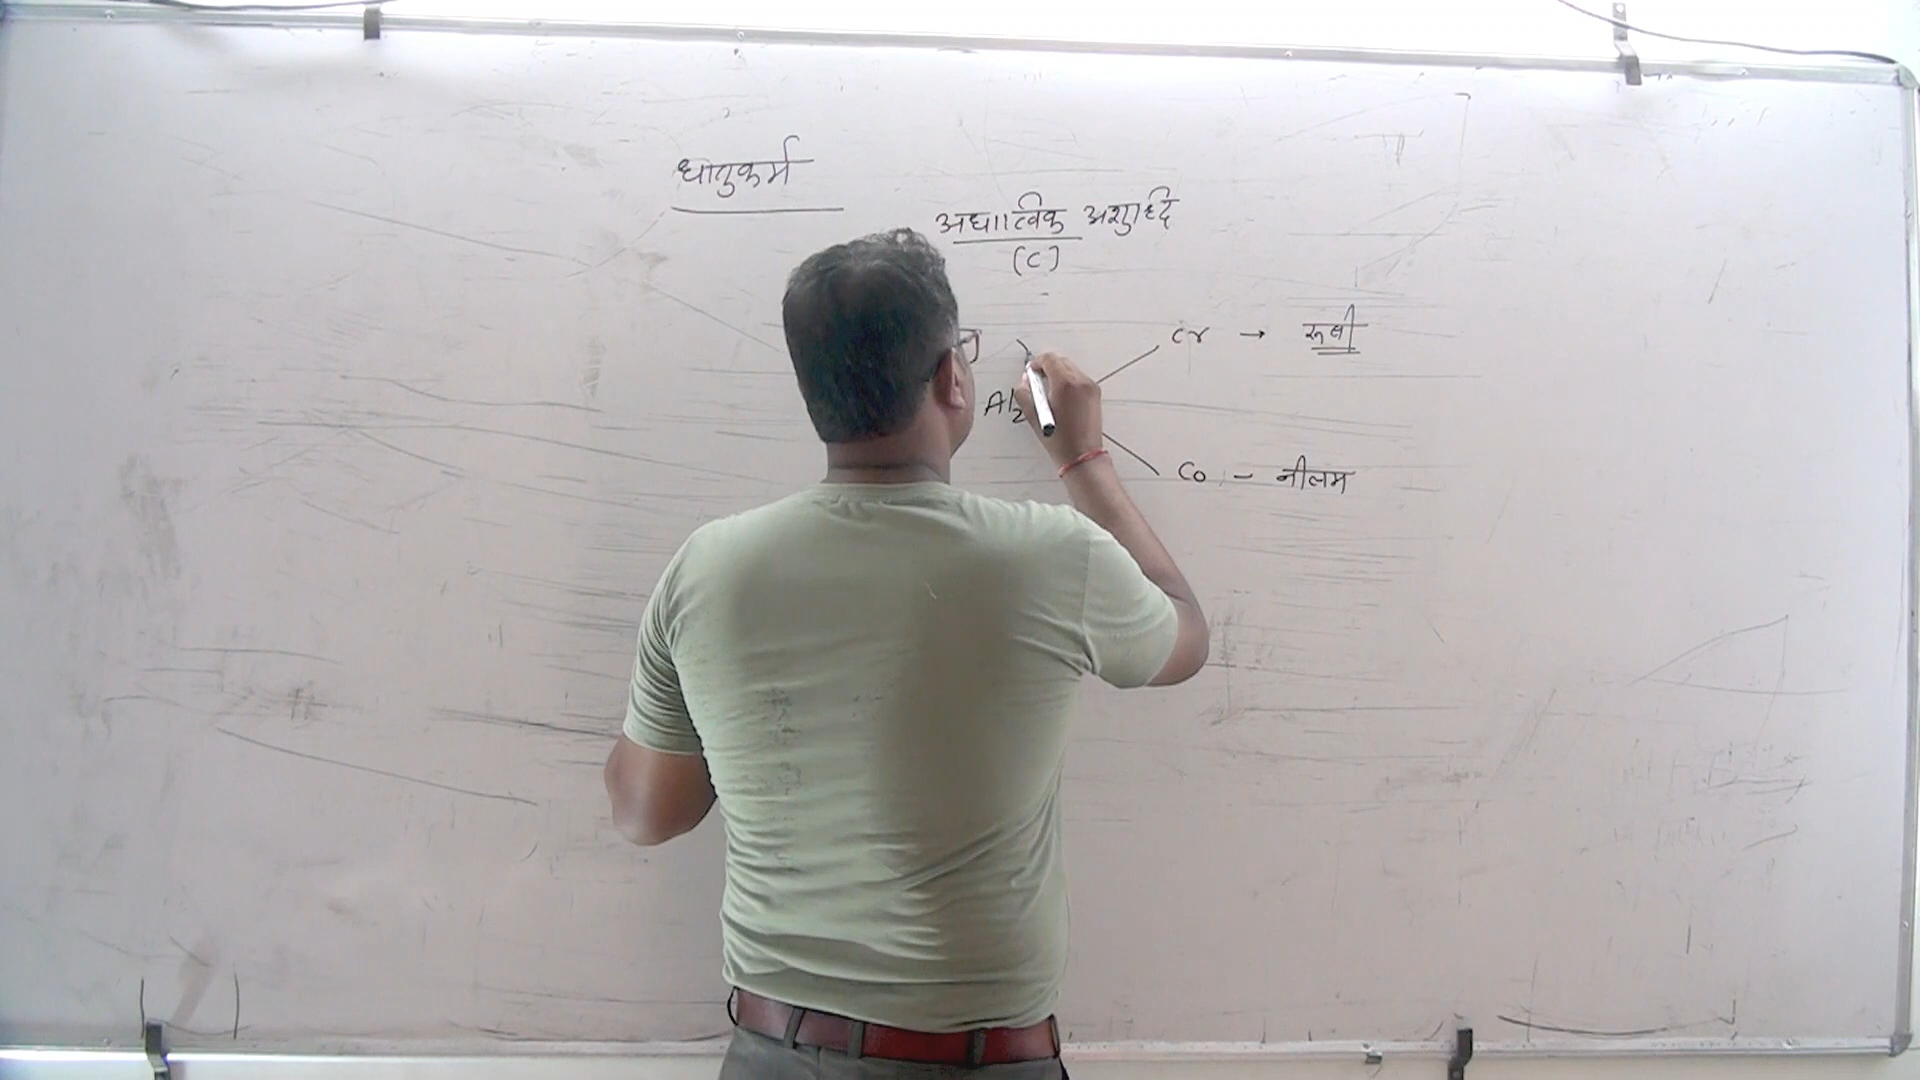 धातुकर्म
अधात्विक अशुद्धि
(C)
Cr → रूबी
Al2
Co - नीलम